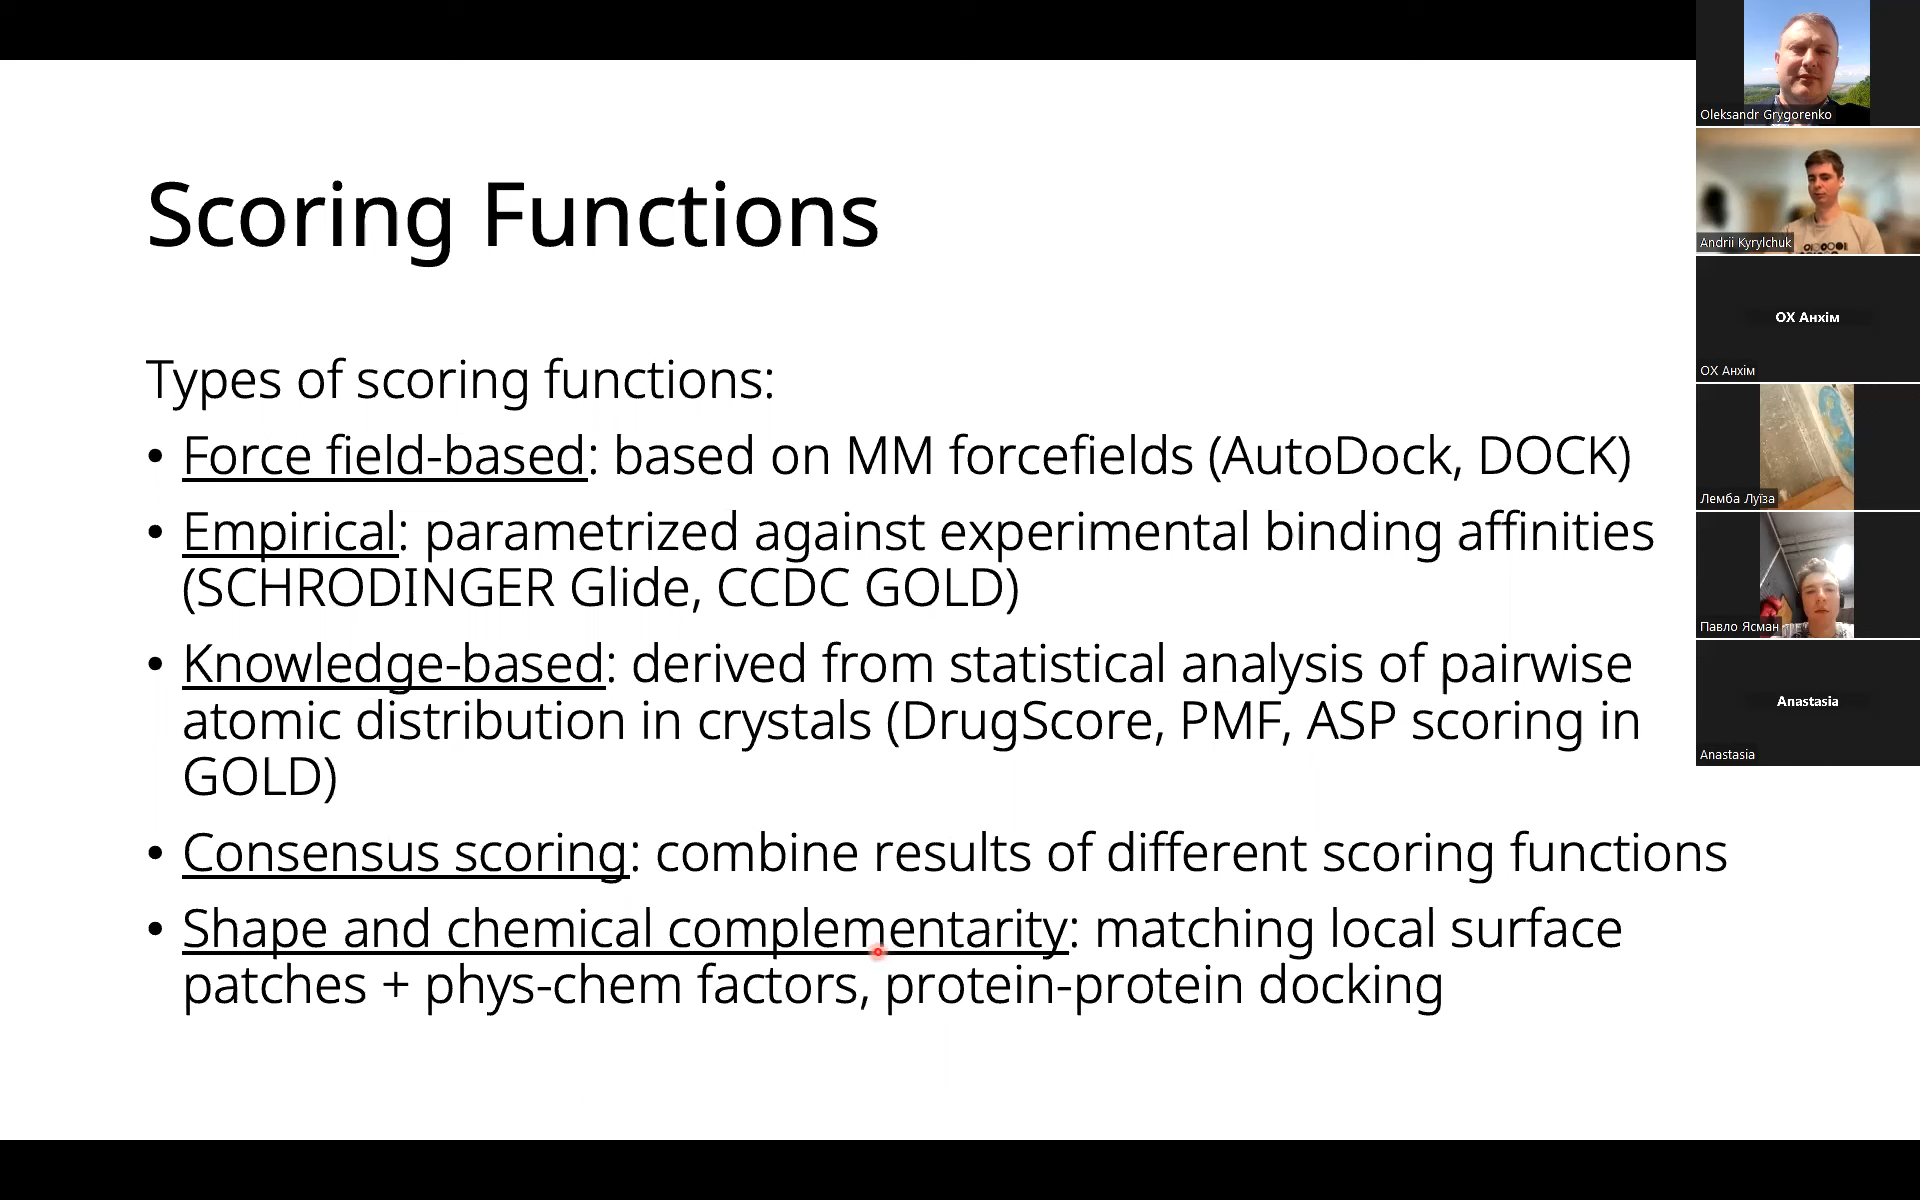 Scoring Functions
Types of scoring functions:
• Force field-based: based on MM forcefields (AutoDock, DOCK)
• Empirical: parametrized against experimental binding affinities
(SCHRODINGER Glide, CCDC GOLD)
• Knowledge-based: derived from statistical analysis of pairwise
atomic distribution in crystals (DrugScore, PMF, ASP scoring in
GOLD)
• Consensus scoring: combine results of different scoring functions
• Shape and chemical complementarity: matching local surface
patches + phys-chem factors, protein-protein docking
Oleksandr Grygorenko
Andrii Kyrylchuk
ОХ Анхім
ОХ Анхім
Лемба Луїза
Павло Ясман
Anastasia
Anastasia